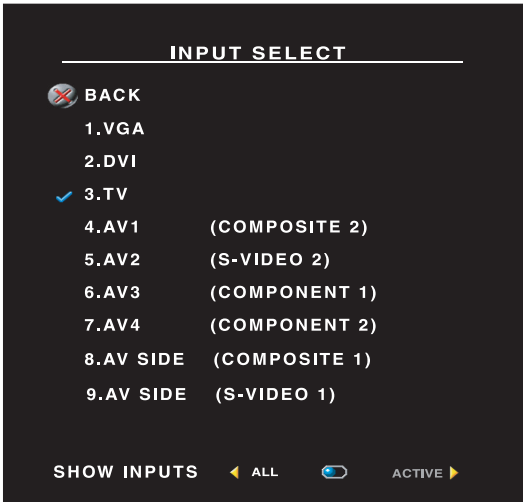 INPUT SELECT
BACK
1.VGA
2.DVI
3.TV
4.AV1 (COMPOSITE 2)
5.AV2 (S-VIDEO 2)
6.AV3 (COMPONENT 1)
7.AV4 (COMPONENT 2)
8.AV SIDE (COMPOSITE 1)
9.AV SIDE (S-VIDEO 1)
SHOW INPUTS ALL ACTIVE